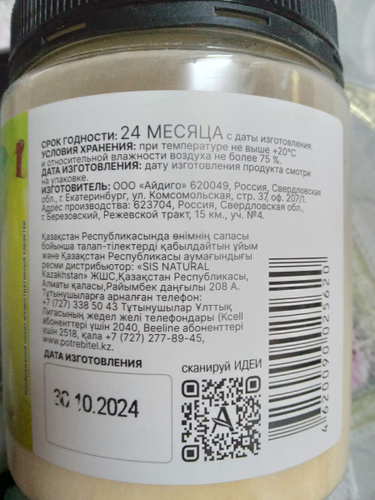 СРОК ГОДНОСТИ: 24 МЕСЯЦА с даты изготовления.
УСЛОВИЯ ХРАНЕНИЯ: при температуре не выше +20°С
и относительной влажности воздуха не более 75 %.
ДАТА ИЗГОТОВЛЕНИЯ: дату изготовления продукта смотри
на упаковке.
ИЗГОТОВИТЕЛЬ: ООО «Айдиго» 620049, Россия, Свердловская
обл., г. Екатеринбург, ул. Комсомольская, стр. 37, оф. 207/1.
Адрес производства: 623704, Россия, Свердловская обл.,
г. Березовский, Режевской тракт, 15 км., уч. №4.
Қазақстан Республикасында өнімнің сапасы
бойынша талап-тілектерді қабылдайтын ұйым
және Қазақстан Республикасы аумағындағы
ресми дистрибьютор: «SIS NATURAL
Kazakhstan» ЖШС,Қазақстан Республикасы,
Алматы қаласы,Райымбек даңғылы 208 А.
Тұтынушыларға арналған телефон:
+7 (727) 338 50 43 Тұтынушылар Ұлттық
Лигасының жедел желі телефондары (Kcell
абоненттері үшін 2040, Beeline абоненттері
үшін 2518, қала +7 (727) 277-89-45,
www.potrebitel.kz.
ДАТА ИЗГОТОВЛЕНИЯ
сканируй ИДЕИ
30.10.2024
4620090025620